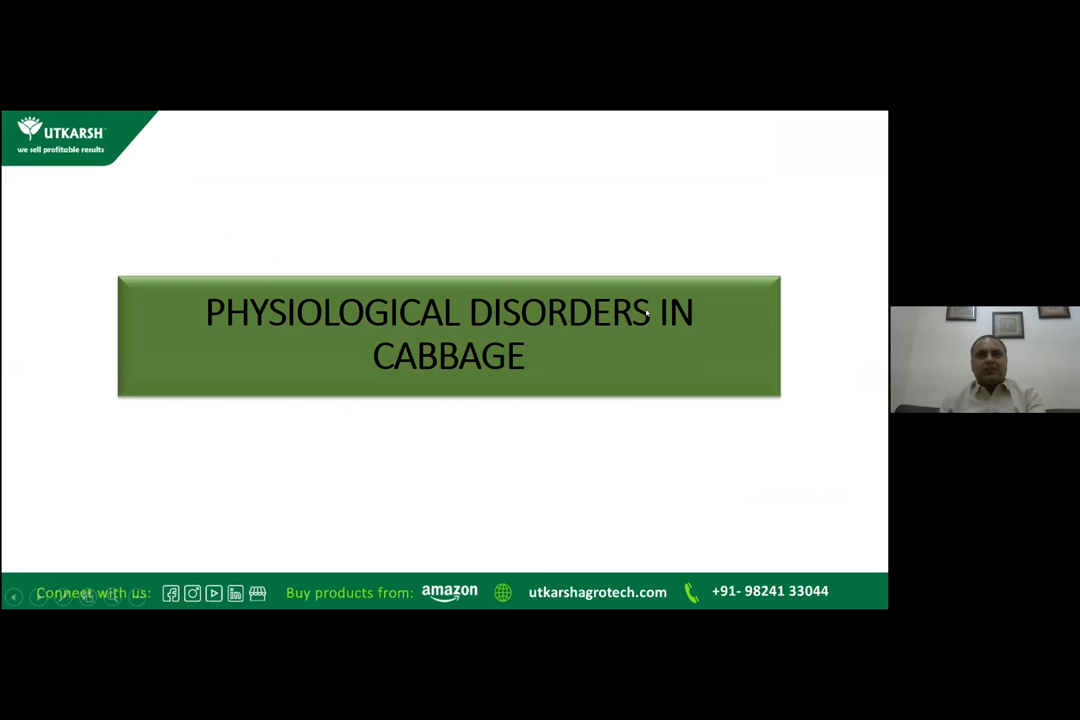 UTKARSH
we sell profitable results
PHYSIOLOGICAL DISORDERS IN
CABBAGE
Connect with us:
Buy products from: amazon utkarshagrotech.com +91- 98241 33044